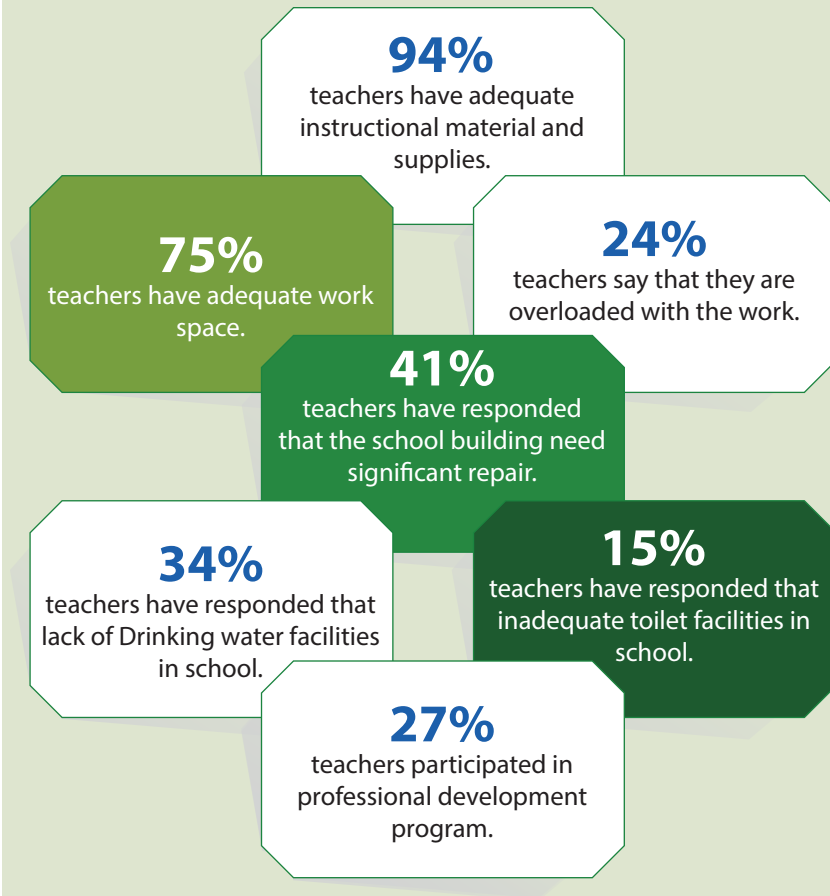 94%
teachers have adequate
instructional material and
supplies.
75%
teachers have adequate work
space.
24%
teachers say that they are
overloaded with the work.
41%
teachers have responded
that the school building need
significant repair.
34%
teachers have responded that
lack of Drinking water facilities
in school.
15%
teachers have responded that
inadequate toilet facilities in
school.
27%
teachers participated in
professional development
program.